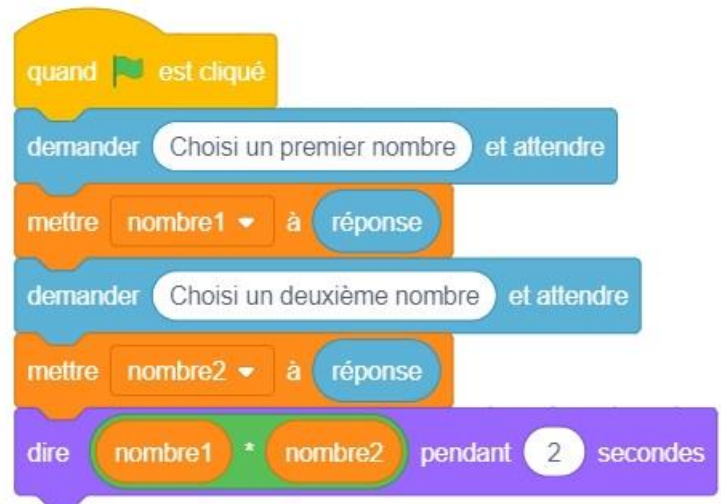 quand est cliqué
demander Choisi un premier nombre et attendre
mettre nombre1 à réponse
demander Choisi un deuxième nombre et attendre
mettre nombre2 à réponse
dire nombre1 * nombre2 pendant 2 secondes